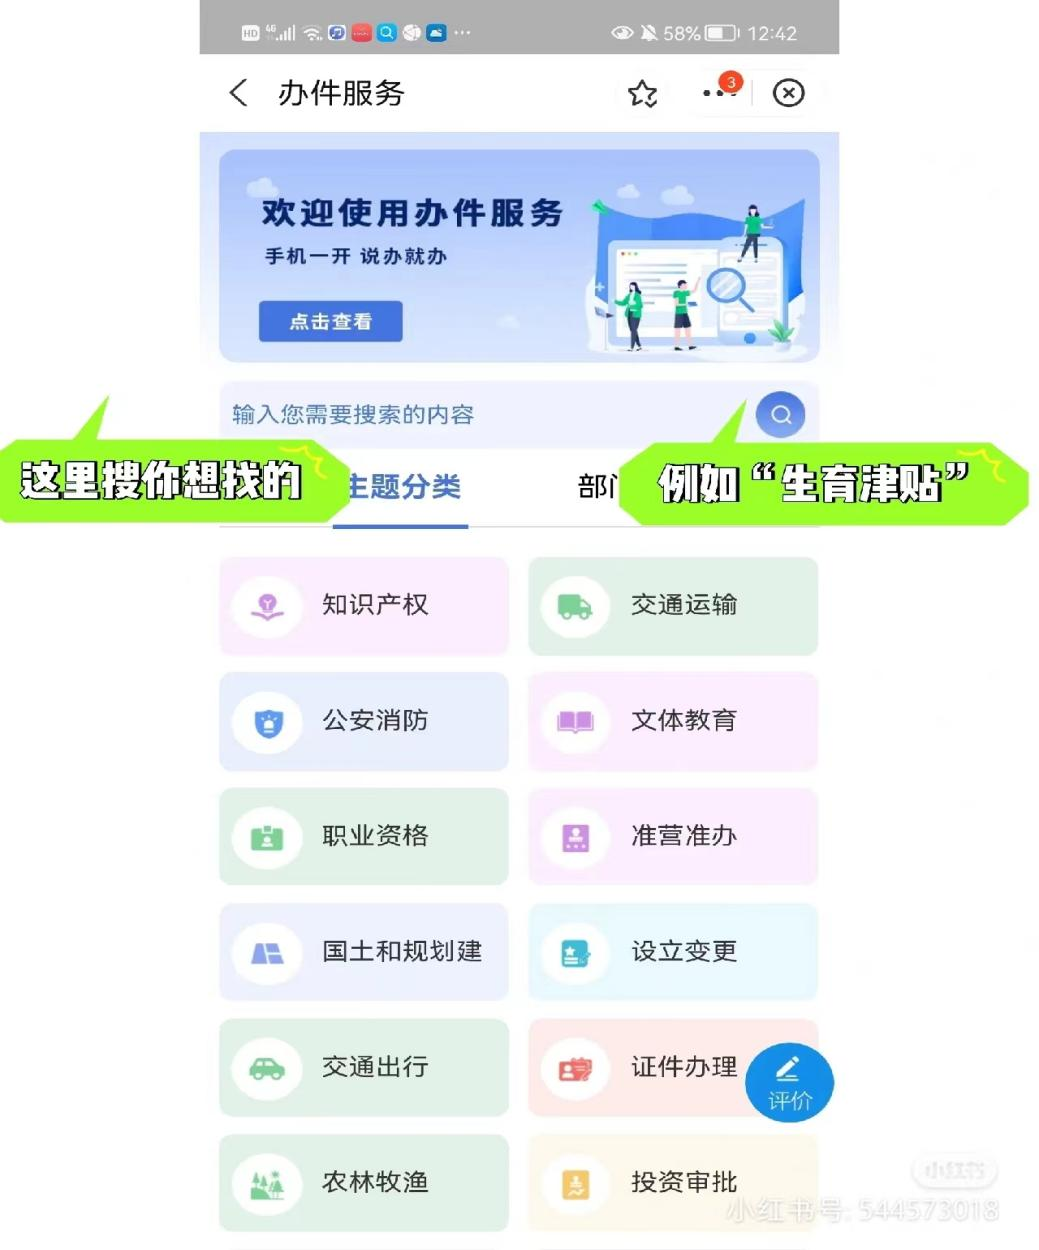 HD 4G 58% 12:42
办件服务
3
欢迎使用办件服务
手机一开 说办就办
点击查看
输入您需要搜索的内容
这里搜你想找的
主题分类
部门
例如“生育津贴”
知识产权
交通运输
公安消防
文体教育
职业资格
准营准办
国土和规划建
设立变更
交通出行
证件办理
评价
农林牧渔
投资审批
小红书
小红书号: 544573018